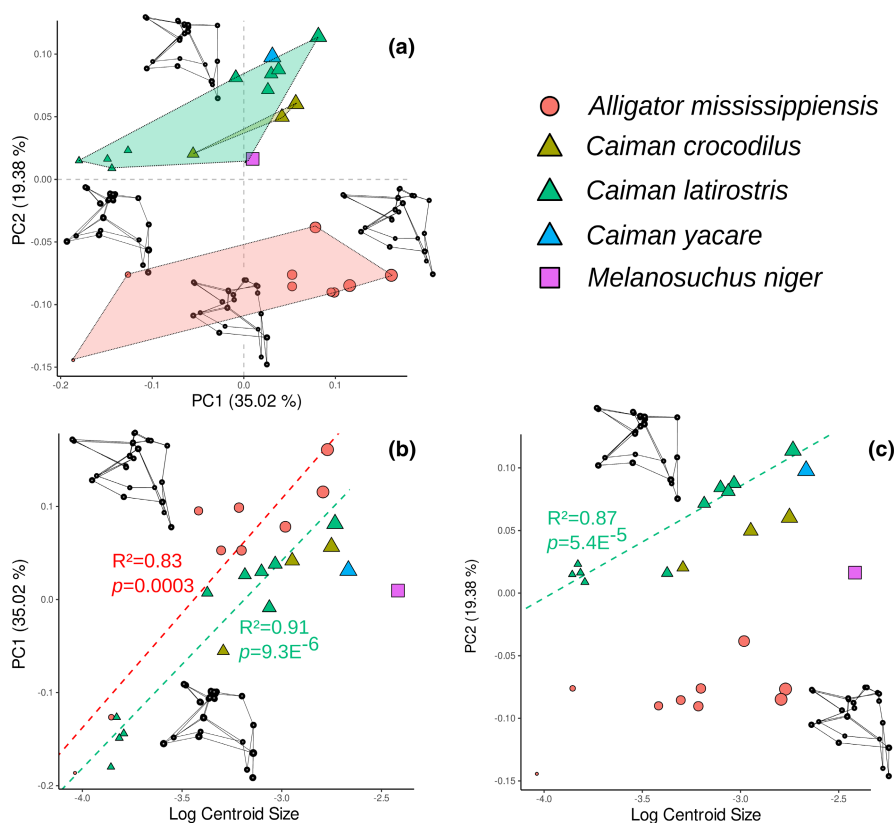 (a)
0.10
0.05
0.00
-0.05
-0.10
-0.15
PC2 (19.38 %)
-0.2
-0.1
0.0
0.1
PC1 (35.02 %)
Alligator mississippiensis
Caiman crocodilus
Caiman latirostris
Caiman yacare
Melanosuchus niger
(b)
0.1
0.0
-0.1
-0.2
PC1 (35.02 %)
R²=0.83
p=0.0003
R²=0.91
p=9.3E-6
-4.0
-3.5
-3.0
-2.5
Log Centroid Size
(c)
0.10
0.05
0.00
-0.05
-0.10
-0.15
PC2 (19.38 %)
R²=0.87
p=5.4E-5
-4.0
-3.5
-3.0
-2.5
Log Centroid Size